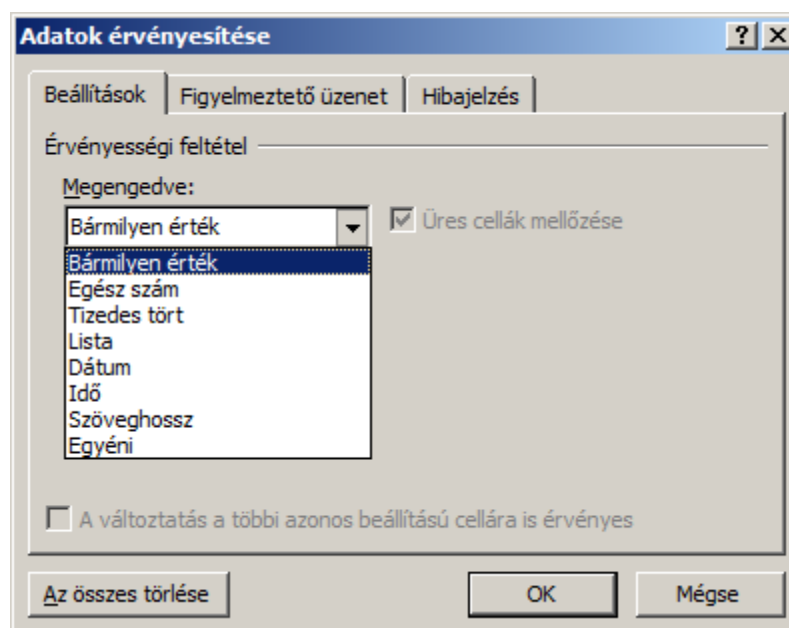 Adatok érvényesítése
Beállítások Figyelmeztető üzenet Hibajelzés
Érvényességi feltétel
Megengedve:
Bármilyen érték Üres cellák mellőzése
Bármilyen érték
Egész szám
Tizedes tört
Lista
Dátum
Idő
Szöveghossz
Egyéni
A változtatás a többi azonos beállítású cellára is érvényes
Az összes törlése OK Mégse